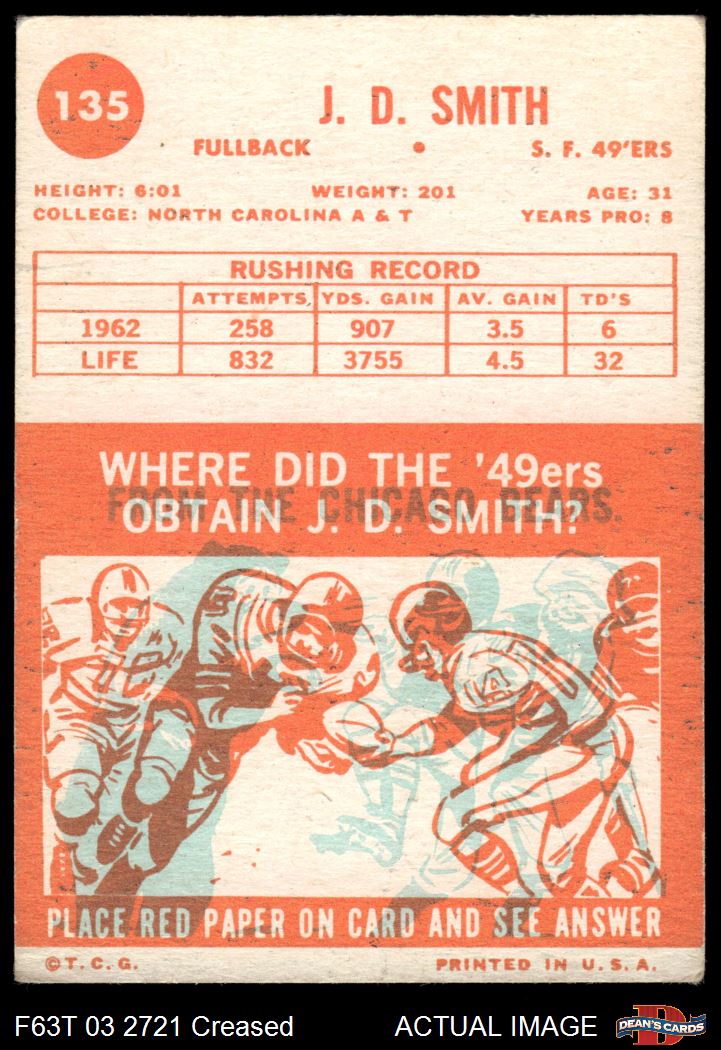 135
J. D. SMITH
FULLBACK • S. F. 49'ERS
HEIGHT: 6:01 WEIGHT: 201 AGE: 31
COLLEGE: NORTH CAROLINA A & T YEARS PRO: 8
RUSHING RECORD
ATTEMPTS YDS. GAIN AV. GAIN TD'S
1962 258 907 3.5 6
LIFE 832 3755 4.5 32
WHERE DID THE '49ers
FROM THE CHICAGO BEARS.
OBTAIN J. D. SMITH?
PLACE RED PAPER ON CARD AND SEE ANSWER
©T. C. G. PRINTED IN U. S. A.
F63T 03 2721 Creased ACTUAL IMAGE DEAN'S CARDS